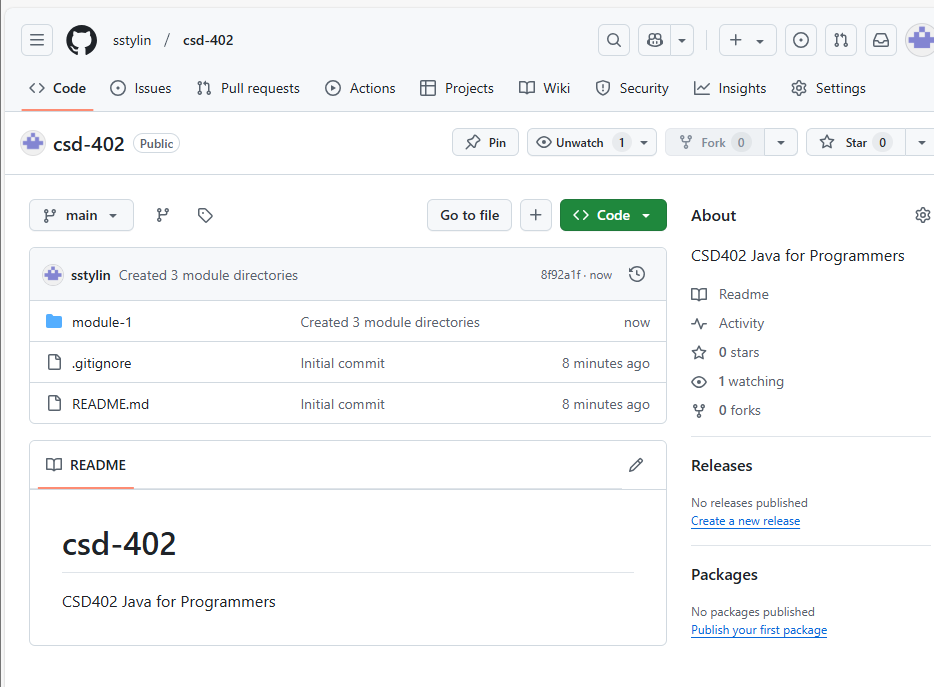 sstylin / csd-402
Code Issues Pull requests Actions Projects Wiki Security Insights Settings
csd-402 Public Pin Unwatch 1 Fork 0 Star 0
main Go to file Code
sstylin Created 3 module directories 8f92a1f · now
module-1 Created 3 module directories now
.gitignore Initial commit 8 minutes ago
README.md Initial commit 8 minutes ago
README
csd-402
CSD402 Java for Programmers
About
CSD402 Java for Programmers
Readme
Activity
0 stars
1 watching
0 forks
Releases
No releases published
Create a new release
Packages
No packages published
Publish your first package